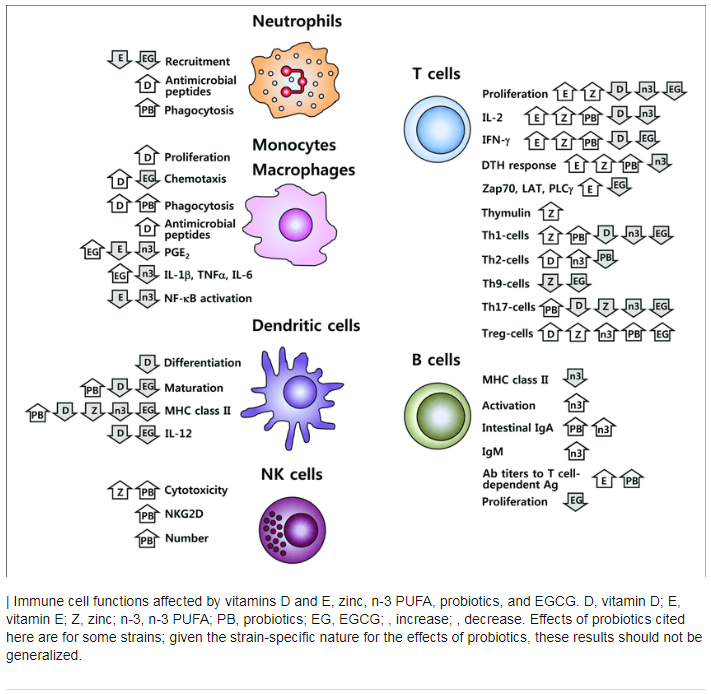 Neutrophils
E EG Recruitment
D Antimicrobial
peptides
PB Phagocytosis
Monocytes
Macrophages
D Proliferation
D EG Chemotaxis
D PB Phagocytosis
D Antimicrobial
peptides
EG E n3 PGE₂
EG n3 IL-1β, TNFα, IL-6
E n3 NF-κB activation
Dendritic cells
D Differentiation
PB D EG Maturation
PB D Z n3 EG MHC class II
D EG IL-12
NK cells
Z PB Cytotoxicity
PB NKG2D
PB Number
T cells
Proliferation E Z D n3 EG
IL-2 E Z PB D n3
IFN-γ E Z PB D EG
DTH response E Z PB n3
Zap70, LAT, PLCγ E EG
Thymulin Z
Th1-cells Z PB D n3 EG
Th2-cells D n3 PB
Th9-cells Z EG
Th17-cells PB D Z n3 EG
Treg-cells D Z n3 PB EG
B cells
MHC class II n3
Activation n3
Intestinal IgA PB n3
IgM n3
Ab titers to T cell-
dependent Ag E PB
Proliferation EG
| Immune cell functions affected by vitamins D and E, zinc, n-3 PUFA, probiotics, and EGCG. D, vitamin D; E,
vitamin E; Z, zinc; n-3, n-3 PUFA; PB, probiotics; EG, EGCG; , increase; , decrease. Effects of probiotics cited
here are for some strains; given the strain-specific nature for the effects of probiotics, these results should not be
generalized.